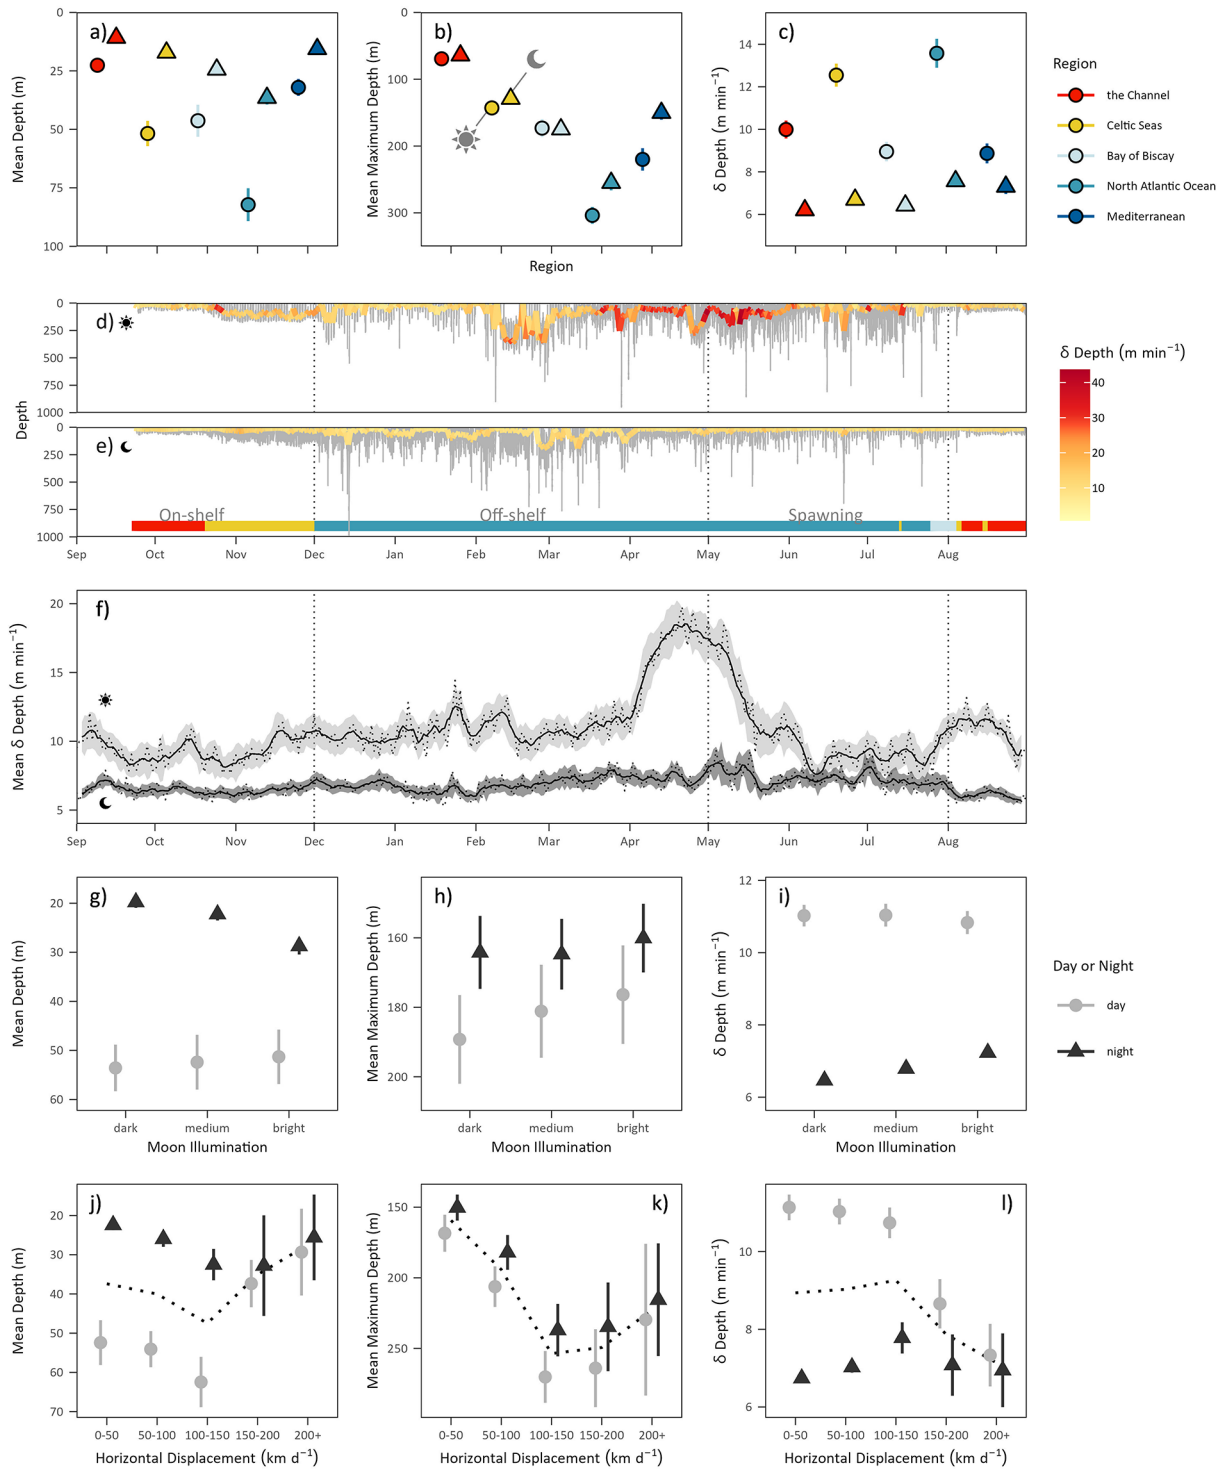 a)
0
25
50
75
100
Mean Depth (m)
b)
0
100
200
300
Mean Maximum Depth (m)
Region
c)
14
12
10
8
6
δ Depth (m min⁻¹)
Region
the Channel
Celtic Seas
Bay of Biscay
North Atlantic Ocean
Mediterranean
d)
0
250
500
750
1000
Depth
e)
0
250
500
750
1000
On-shelf
Off-shelf
Spawning
Sep
Oct
Nov
Dec
Jan
Feb
Mar
Apr
May
Jun
Jul
Aug
δ Depth (m min⁻¹)
40
30
20
10
f)
20
15
10
5
Mean δ Depth (m min⁻¹)
Sep
Oct
Nov
Dec
Jan
Feb
Mar
Apr
May
Jun
Jul
Aug
g)
20
30
40
50
60
Mean Depth (m)
dark
medium
bright
Moon Illumination
h)
160
180
200
Mean Maximum Depth (m)
dark
medium
bright
Moon Illumination
i)
12
10
8
6
δ Depth (m min⁻¹)
dark
medium
bright
Moon Illumination
Day or Night
day
night
j)
20
30
40
50
60
70
Mean Depth (m)
0-50
50-100
100-150
150-200
200+
Horizontal Displacement (km d⁻¹)
k)
150
200
250
Mean Maximum Depth (m)
0-50
50-100
100-150
150-200
200+
Horizontal Displacement (km d⁻¹)
l)
10
8
6
δ Depth (m min⁻¹)
0-50
50-100
100-150
150-200
200+
Horizontal Displacement (km d⁻¹)